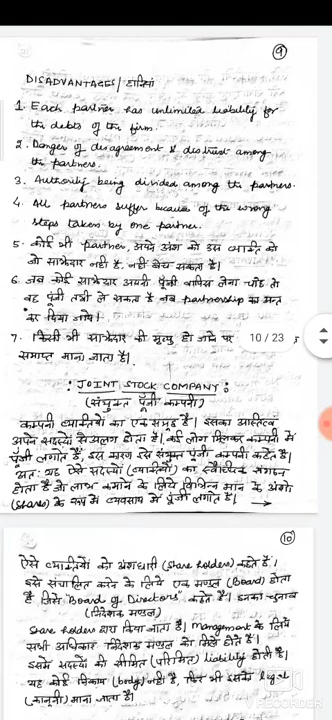 9
DISADVANTAGES/हानियां
1. Each partner has unlimited liability for
the debts of the firm.
2. Danger of disagreement & distrust among
the partners.
3. Authority being divided among the partners.
4. All partners suffer because of the wrong
steps taken by one partner.
5. कोई भी partner, अपने अंश को उस व्यक्ति को
जो साझेदार नहीं है, नहीं बेच सकता है।
6. जब कोई साझेदार अपनी पूंजी वापिस लेना चाहे तो
वह पूंजी तभी ले सकता है जब partnership का अन्त
कर दिया जाये।
7. किसी भी साझेदार की मृत्यु हो जाने पर
10 / 23
समाप्त माना जाता है।
: JOINT STOCK COMPANY :
(संयुक्त पूँजी कम्पनी)
कम्पनी व्यक्तियों का एक समूह है। इसका अस्तित्व
अपने सदस्यों से अलग होता है। कई लोग मिलकर कम्पनी में
पूँजी लगाते हैं, इस कारण इसे संयुक्त पूंजी कम्पनी कहते हैं।
अतः यह ऐसे सदस्यों (व्यक्तियों) का स्वैच्छिक संगठन
होता है जो लाभ कमाने के लिये विभिन्न मान के अंशों
(shares) के रूप में व्यवसाय में पूंजी लगाते हैं।
10
ऐसे व्यक्तियों को अंशधारी (share holders) कहते हैं।
इसे संचालित करने के लिये एक मण्डल (Board) होता
है जिसे "Board of Directors" कहते हैं। इनका चुनाव
(निदेशक मण्डल)
share holders द्वारा किया जाता है। Management के लिये
सभी अधिकार निदेशक मण्डल को मिले होते हैं।
इसमें सदस्यों की सीमित (परिमित) liability होती है।
यह कोई निकाय (body) नहीं है, फिर भी इसको legal
(कानूनी) माना जाता है।
RECORDER